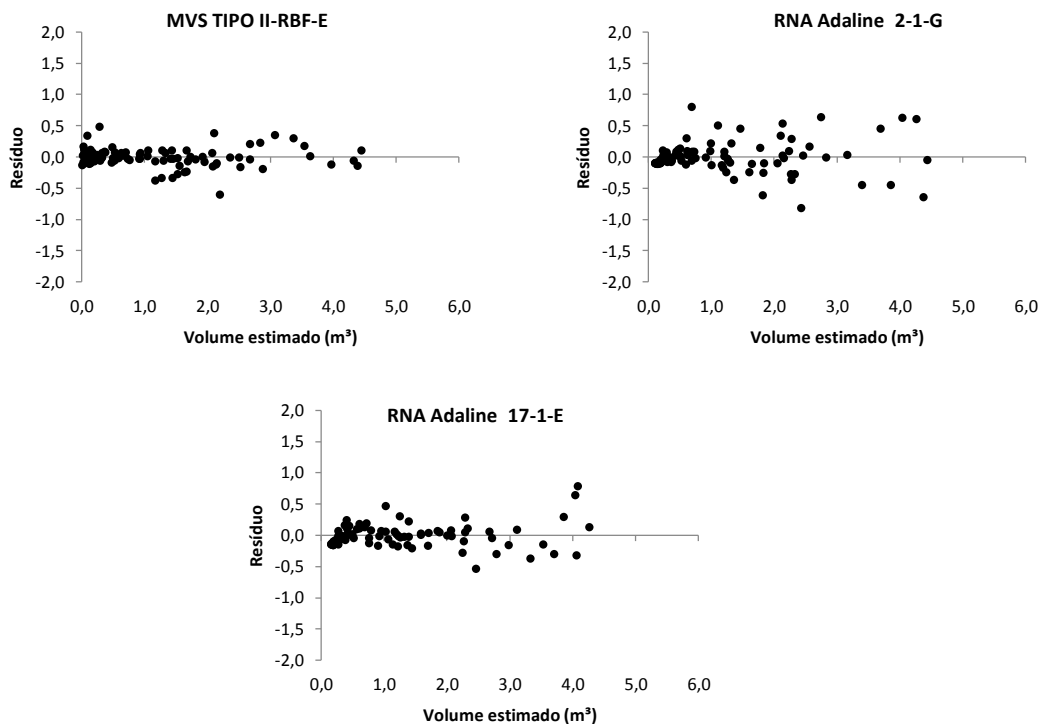 MVS TIPO II-RBF-E
2,0
1,5
1,0
0,5
0,0
-0,5
-1,0
-1,5
-2,0
Resíduo
0,0 1,0 2,0 3,0 4,0 5,0 6,0
Volume estimado (m³)
RNA Adaline 2-1-G
2,0
1,5
1,0
0,5
0,0
-0,5
-1,0
-1,5
-2,0
Resíduo
0,0 1,0 2,0 3,0 4,0 5,0 6,0
Volume estimado (m³)
RNA Adaline 17-1-E
2,0
1,5
1,0
0,5
0,0
-0,5
-1,0
-1,5
-2,0
Resíduo
0,0 1,0 2,0 3,0 4,0 5,0 6,0
Volume estimado (m³)